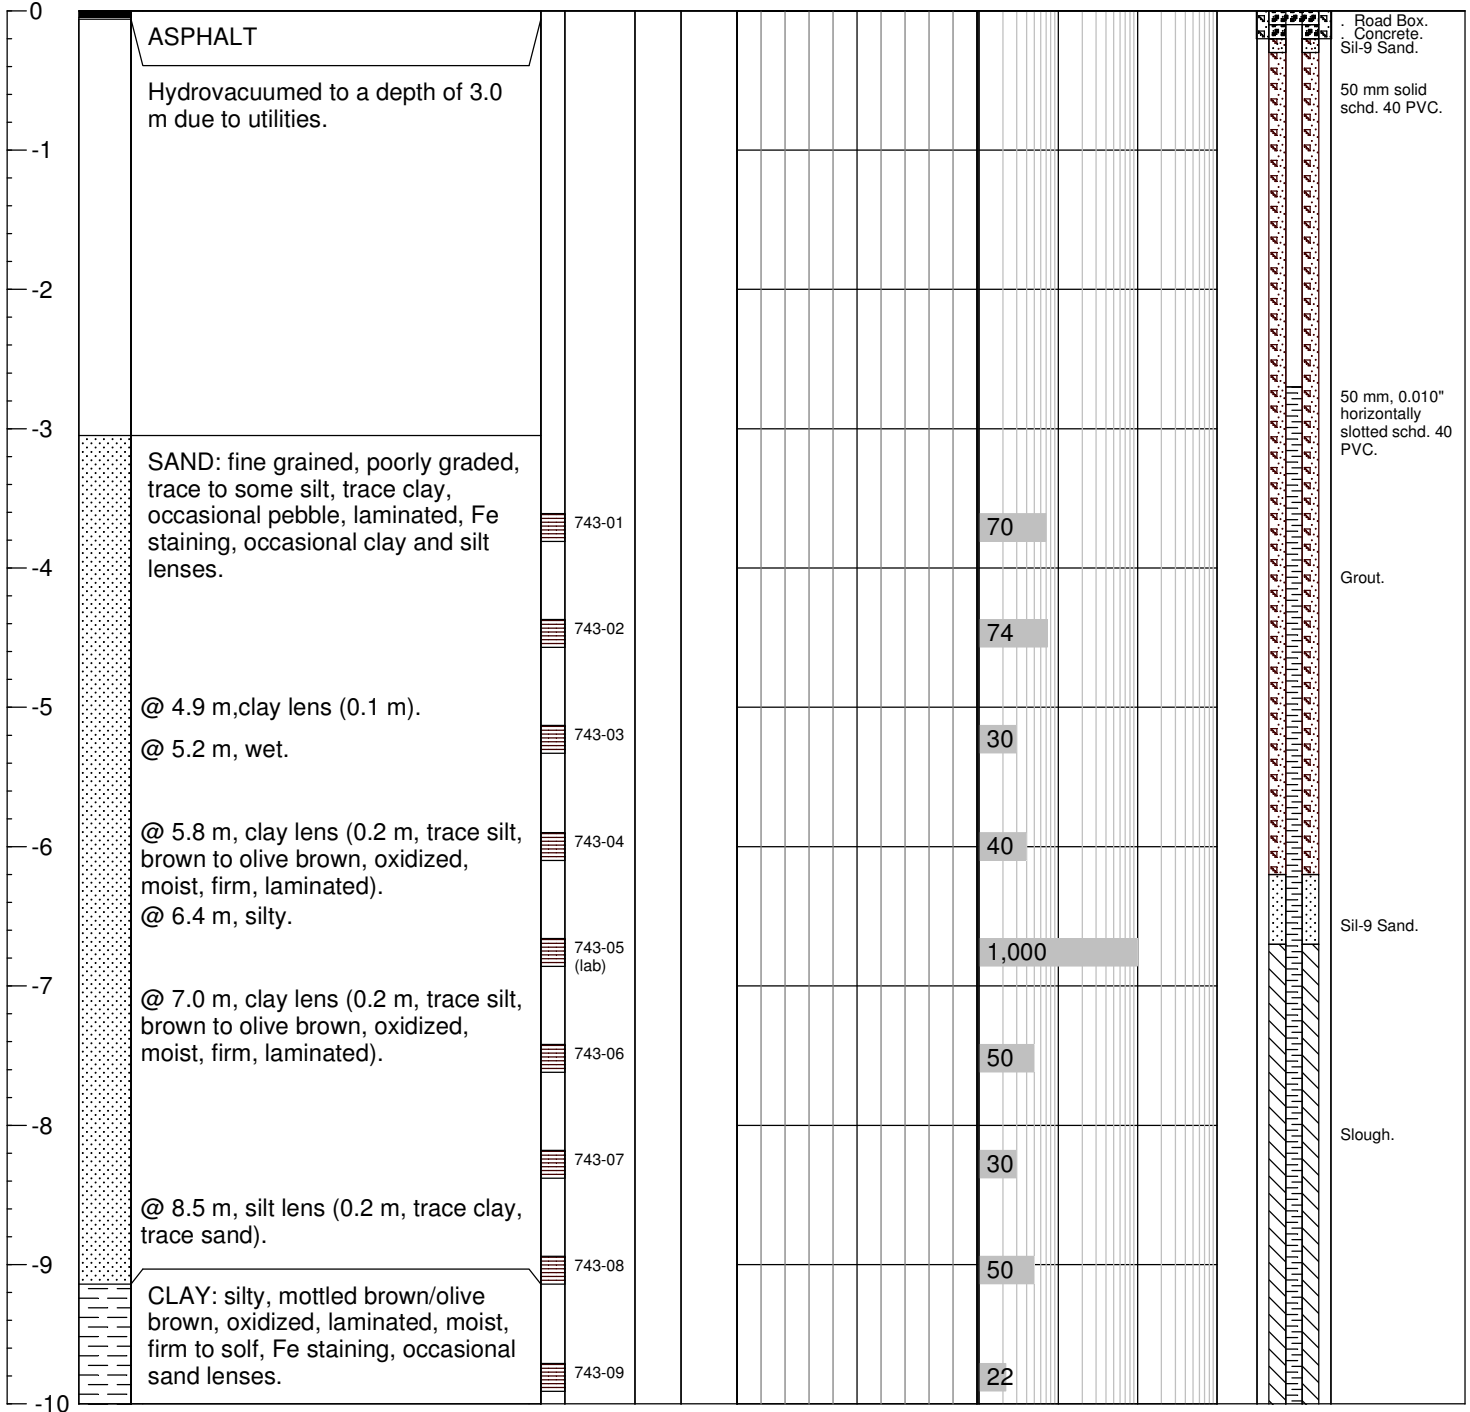 0
-1
-2
-3
-4
-5
-6
-7
-8
-9
-10
ASPHALT
Hydrovacuumed to a depth of 3.0
m due to utilities.
SAND: fine grained, poorly graded,
trace to some silt, trace clay,
occasional pebble, laminated, Fe
staining, occasional clay and silt
lenses.
@ 4.9 m,clay lens (0.1 m).
@ 5.2 m, wet.
@ 5.8 m, clay lens (0.2 m, trace silt,
brown to olive brown, oxidized,
moist, firm, laminated).
@ 6.4 m, silty.
@ 7.0 m, clay lens (0.2 m, trace silt,
brown to olive brown, oxidized,
moist, firm, laminated).
@ 8.5 m, silt lens (0.2 m, trace clay,
trace sand).
CLAY: silty, mottled brown/olive
brown, oxidized, laminated, moist,
firm to solf, Fe staining, occasional
sand lenses.
743-01
743-02
743-03
743-04
743-05
(lab)
743-06
743-07
743-08
743-09
70
74
30
40
1,000
50
30
50
22
. Road Box.
. Concrete.
Sil-9 Sand.
50 mm solid
schd. 40 PVC.
50 mm, 0.010"
horizontally
slotted schd. 40
PVC.
Grout.
Sil-9 Sand.
Slough.